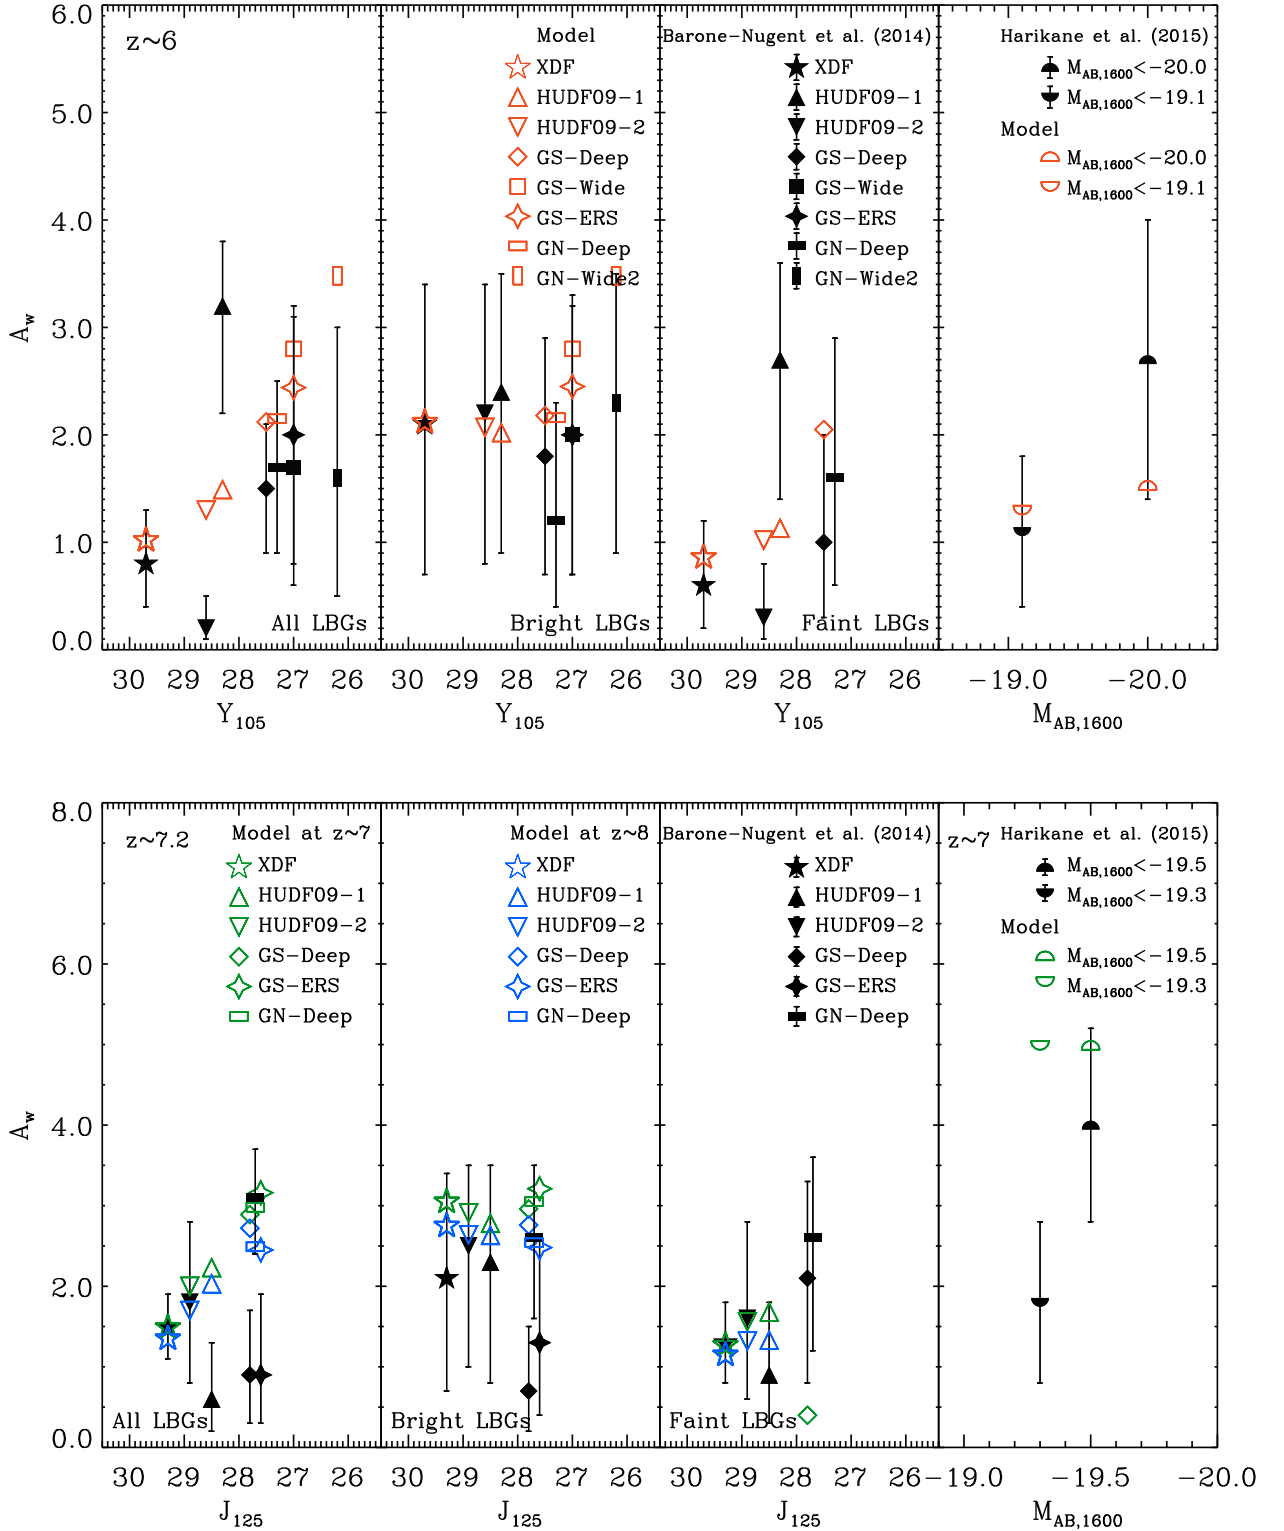 z~6
Model
XDF
HUDF09-1
HUDF09-2
GS-Deep
GS-Wide
GS-ERS
GN-Deep
GN-Wide2
Barone-Nugent et al. (2014)
XDF
HUDF09-1
HUDF09-2
GS-Deep
GS-Wide
GS-ERS
GN-Deep
GN-Wide2
Harikane et al. (2015)
M_AB,1600<-20.0
M_AB,1600<-19.1
Model
M_AB,1600<-20.0
M_AB,1600<-19.1
6.0
5.0
4.0
3.0
2.0
1.0
0.0
A_w
All LBGs
Bright LBGs
Faint LBGs
30 29 28 27 26
30 29 28 27 26
30 29 28 27 26
-19.0 -20.0
Y_105
Y_105
Y_105
M_AB,1600
z~7.2
Model at z~7
XDF
HUDF09-1
HUDF09-2
GS-Deep
GS-ERS
GN-Deep
Model at z~8
XDF
HUDF09-1
HUDF09-2
GS-Deep
GS-ERS
GN-Deep
Barone-Nugent et al. (2014)
XDF
HUDF09-1
HUDF09-2
GS-Deep
GS-ERS
GN-Deep
z~7 Harikane et al. (2015)
M_AB,1600<-19.5
M_AB,1600<-19.3
Model
M_AB,1600<-19.5
M_AB,1600<-19.3
8.0
6.0
4.0
2.0
0.0
A_w
All LBGs
Bright LBGs
Faint LBGs
30 29 28 27 26
30 29 28 27 26
30 29 28 27 26
-19.0 -19.5 -20.0
J_125
J_125
J_125
M_AB,1600